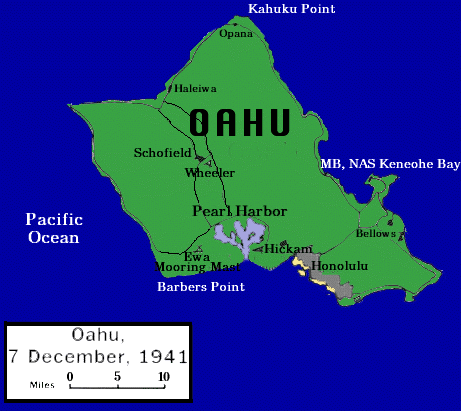 Kahuku Point
Opana
Haleiwa
OAHU
Schofield
Wheeler
MB, NAS Keneohe Bay
Pearl Harbor
Pacific
Ocean
Bellows
Hickam
Ewa
Mooring Mast
Honolulu
Barbers Point
Oahu,
7 December, 1941
Miles 0 5 10